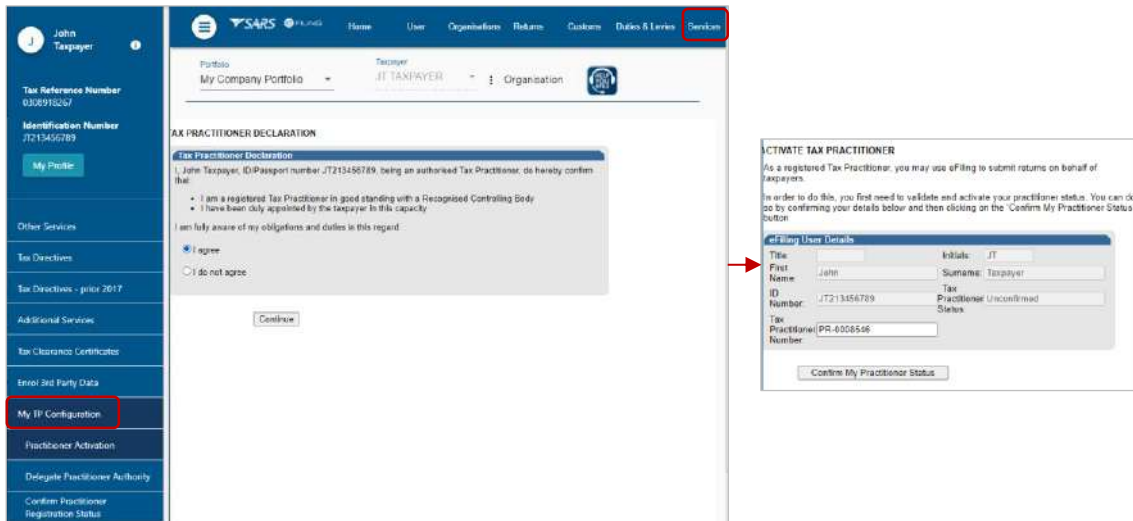 J
John
Taxpayer
Tax Reference Number
0308918267
Identification Number
JT213456789
My Profile
Other Services
Tax Directives
Tax Directives - prior 2017
Additional Services
Tax Clearance Certificates
Enrol 3rd Party Data
My TP Configuration
Practitioner Activation
Delegate Practitioner Authority
Confirm Practitioner
Registration Status
SARS eFILING Home User Organisations Returns Customs Duties & Levies Services
Portfolio
My Company Portfolio
Taxpayer
JT TAXPAYER
Organisation
HELP YOU eFILE
AX PRACTITIONER DECLARATION
Tax Practitioner Declaration
I, John Taxpayer, ID/Passport number JT213456789, being an authorised Tax Practitioner, do hereby confirm
that:
• I am a registered Tax Practitioner in good standing with a Recognised Controlling Body
• I have been duly appointed by the taxpayer in this capacity
I am fully aware of my obligations and duties in this regard
I agree
I do not agree
Continue
ACTIVATE TAX PRACTITIONER
As a registered Tax Practitioner, you may use eFiling to submit returns on behalf of
taxpayers.
In order to do this, you first need to validate and activate your practitioner status. You can do
so by confirming your details below and then clicking on the 'Confirm My Practitioner Status'
button
eFiling User Details
Title Initials: JT
First
Name: John Surname: Taxpayer
ID
Number: JT213456789 Tax
Practitioner Unconfirmed
Status
Tax
Practitioner PR-0008546
Number
Confirm My Practitioner Status